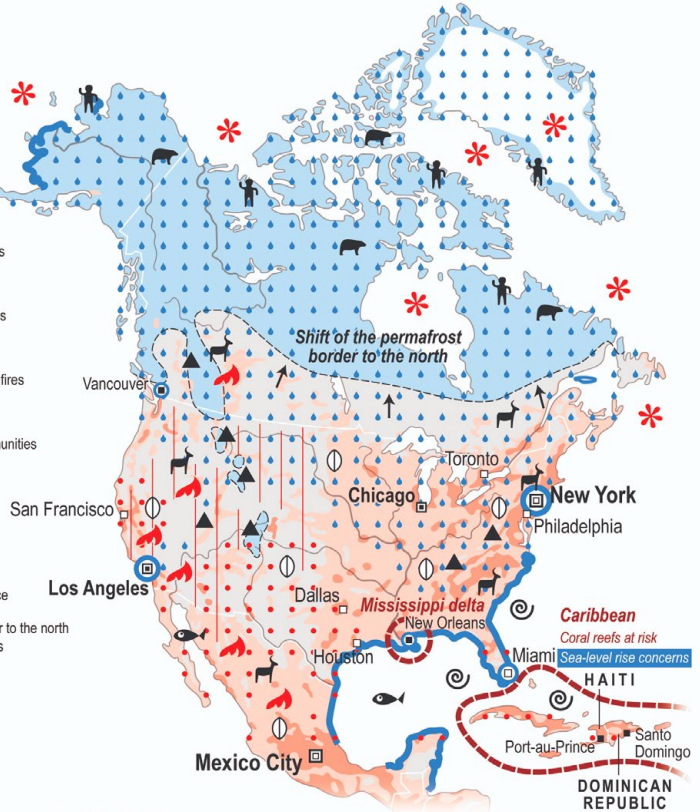 s
s
Shift of the permafrost
border to the north
fires
Vancouver
unities
Toronto
Chicago
New York
San Francisco
Philadelphia
Los Angeles
ce
Dallas
Mississippi delta
Caribbean
New Orleans
Coral reefs at risk
r to the north
s
Houston
Miami
Sea-level rise concerns
HAITI
Port-au-Prince
Santo
Domingo
Mexico City
DOMINICAN
REPUBLIC